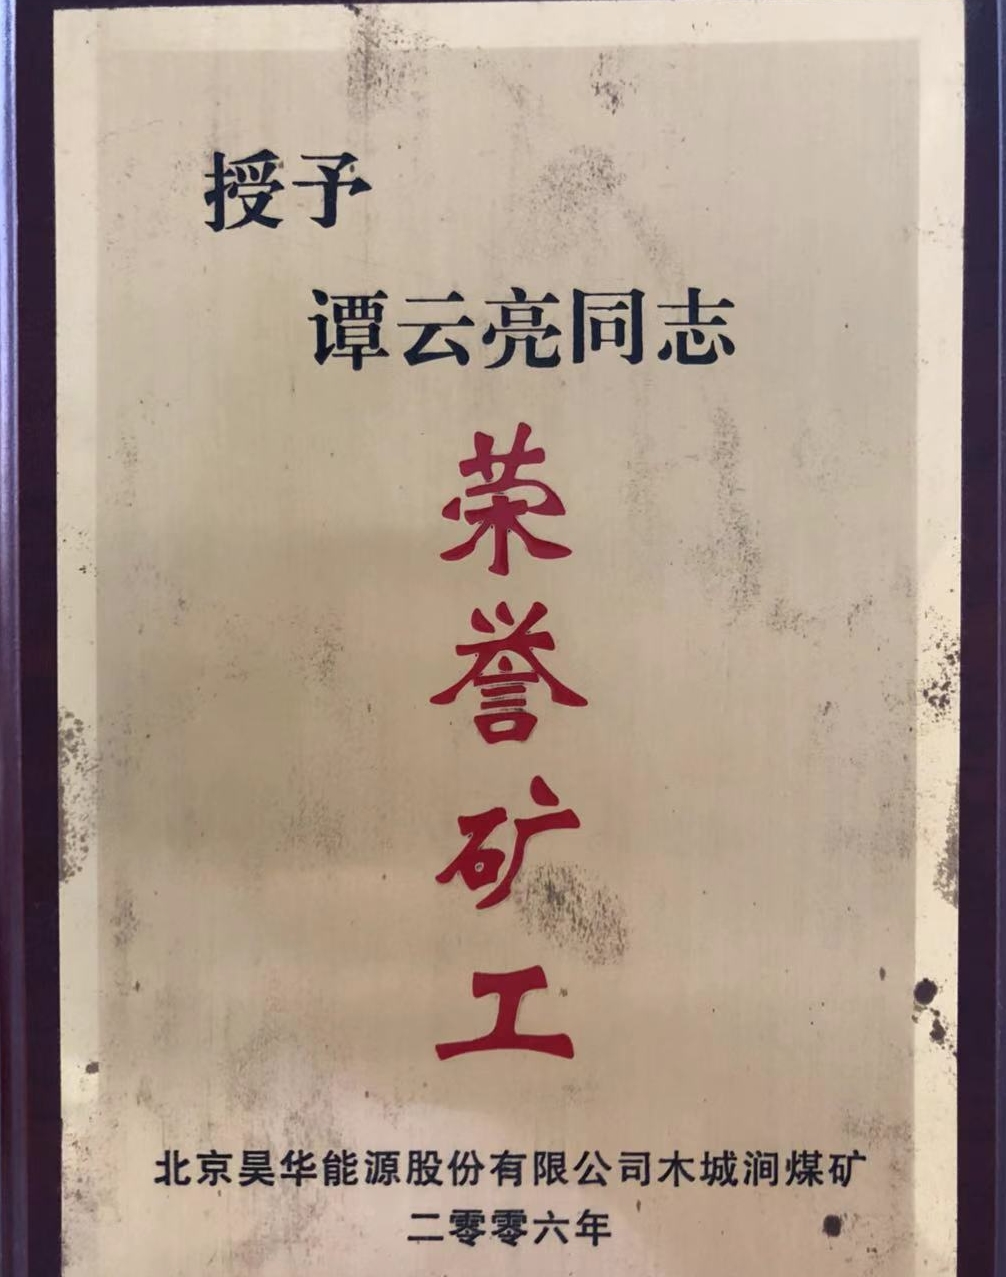 授予
谭云亮同志
荣誉矿工
北京昊华能源股份有限公司木城涧煤矿
二零零六年